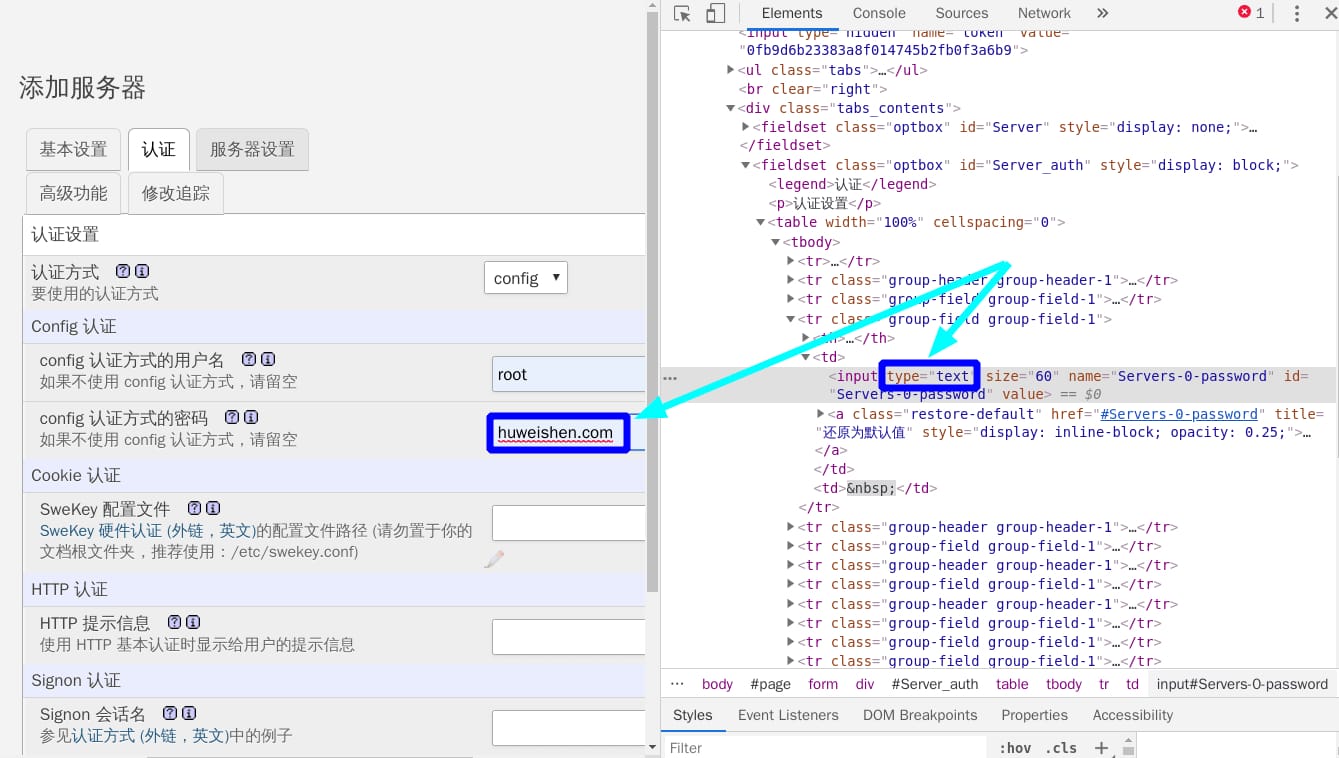 添加服务器
基本设置
认证
服务器设置
高级功能
修改追踪
认证设置
认证方式
要使用的认证方式
config
Config 认证
config 认证方式的用户名
如果不使用 config 认证方式，请留空
root
config 认证方式的密码
如果不使用 config 认证方式，请留空
huweishen.com
Cookie 认证
SweKey 配置文件
SweKey 硬件认证 (外链，英文)的配置文件路径 (请勿置于你的
文档根文件夹，推荐使用：/etc/swekey.conf)
HTTP 认证
HTTP 提示信息
使用 HTTP 基本认证时显示给用户的提示信息
Signon 认证
Signon 会话名
参见认证方式 (外链，英文)中的例子
Elements
Console
Sources
Network
»
1
<input type="hidden" name="token" value=
"0fb9d6b23383a8f014745b2fb0f3a6b9">
<ul class="tabs">…</ul>
<br clear="right">
<div class="tabs_contents">
<fieldset class="optbox" id="Server" style="display: none;">…
</fieldset>
<fieldset class="optbox" id="Server_auth" style="display: block;">
<legend>认证</legend>
<p>认证设置</p>
<table width="100%" cellspacing="0">
<tbody>
<tr>…</tr>
<tr class="group-header group-header-1">…</tr>
<tr class="group-field group-field-1">…</tr>
<tr class="group-field group-field-1">
<th>…</th>
<td>
<input type="text" size="60" name="Servers-0-password" id=
"Servers-0-password" value> == $0
<a class="restore-default" href="#Servers-0-password" title=
"还原为默认值" style="display: inline-block; opacity: 0.25;">…
</a>
</td>
<td>&nbsp;</td>
</tr>
<tr class="group-header group-header-1">…</tr>
<tr class="group-field group-field-1">…</tr>
<tr class="group-header group-header-1">…</tr>
<tr class="group-field group-field-1">…</tr>
<tr class="group-header group-header-1">…</tr>
<tr class="group-field group-field-1">…</tr>
<tr class="group-field group-field-1">…</tr>
<tr class="group-field group-field-1">…</tr>
… body #page form div #Server_auth table tbody tr td input#Servers-0-password
Styles
Event Listeners
DOM Breakpoints
Properties
Accessibility
Filter
:hov .cls +